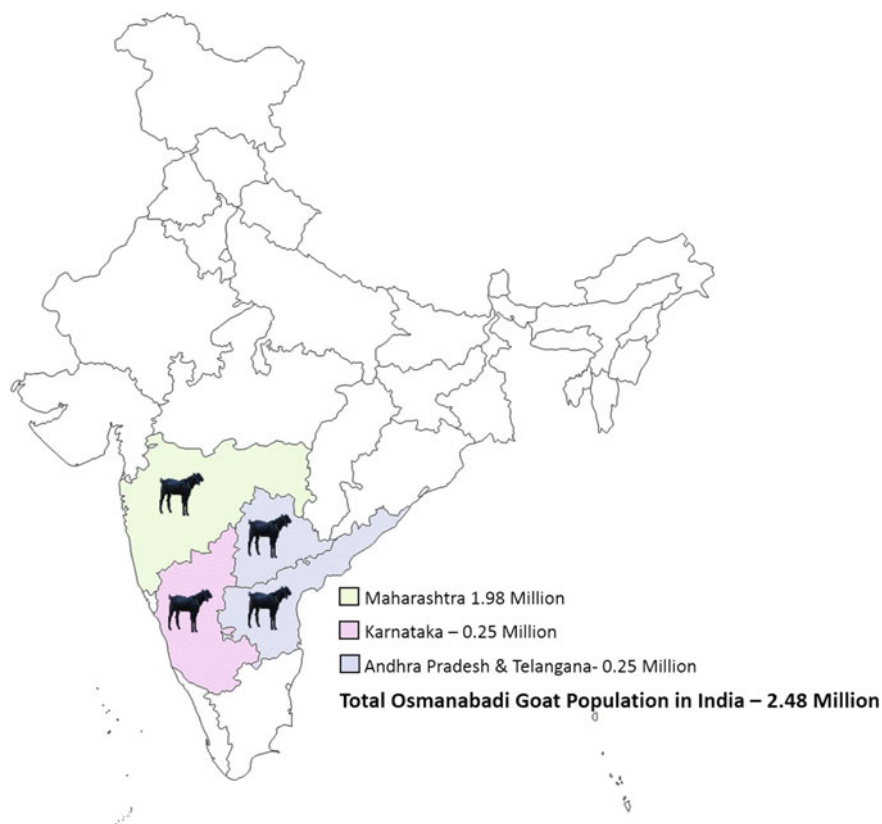 Maharashtra 1.98 Million
Karnataka – 0.25 Million
Andhra Pradesh & Telangana- 0.25 Million
Total Osmanabadi Goat Population in India – 2.48 Million